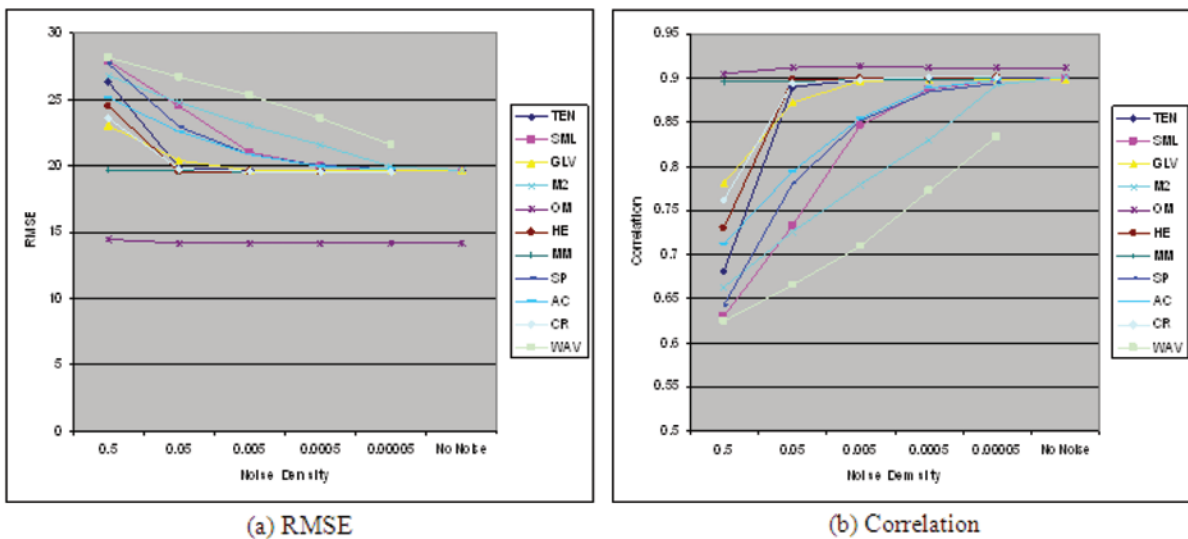 30
25
20
15
10
5
0
RMSE
0.5 0.05 0.005 0.0005 0.00005 No Noise
Noise Density
TEN
SML
GLV
M2
OM
HE
MM
SP
AC
CR
WAV
(a) RMSE
0.95
0.9
0.85
0.8
0.75
0.7
0.65
0.6
0.55
0.5
Correlation
0.5 0.05 0.005 0.0005 0.00005 No Noise
Noise Demsity
TEN
SML
GLV
M2
OM
HE
MM
SP
AC
CR
WAV
(b) Correlation